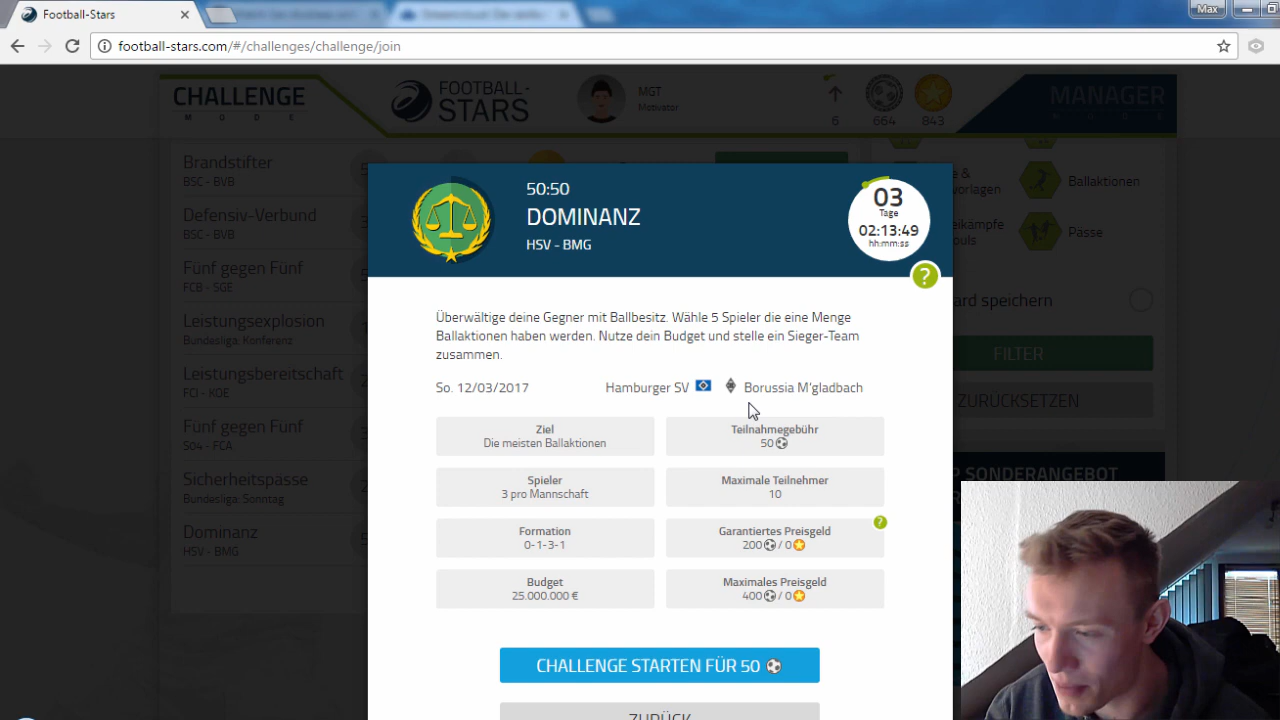 Football-Stars
Max
football-stars.com/#/challenges/challenge/join
CHALLENGE
M O D E
FOOTBALL-
STARS
MGT
Motivator
6
664
843
MANAGER
M O D E
Brandstifter
BSC - BVB
Defensiv-Verbund
BSC - BVB
Fünf gegen Fünf
FCB - SGE
Leistungsexplosion
Bundesliga: Konferenz
Leistungsbereitschaft
FCI - KOE
Fünf gegen Fünf
S04 - FCA
Sicherheitspässe
Bundesliga: Sonntag
Dominanz
HSV - BMG
50:50
DOMINANZ
HSV - BMG
03
Tage
02:13:49
hh:mm:ss
?
Überwältige deine Gegner mit Ballbesitz. Wähle 5 Spieler die eine Menge
Ballaktionen haben werden. Nutze dein Budget und stelle ein Sieger-Team
zusammen.
So. 12/03/2017
Hamburger SV
Borussia M'gladbach
Ziel
Die meisten Ballaktionen
Teilnahmegebühr
50
Spieler
3 pro Mannschaft
Maximale Teilnehmer
10
Formation
0-1-3-1
Garantiertes Preisgeld
200 / 0
?
Budget
25.000.000 €
Maximales Preisgeld
400 / 0
CHALLENGE STARTEN FÜR 50
ZURÜCK
Ballaktionen
Pässe
FILTER
ZURÜCKSETZEN
SONDERANGEBOT